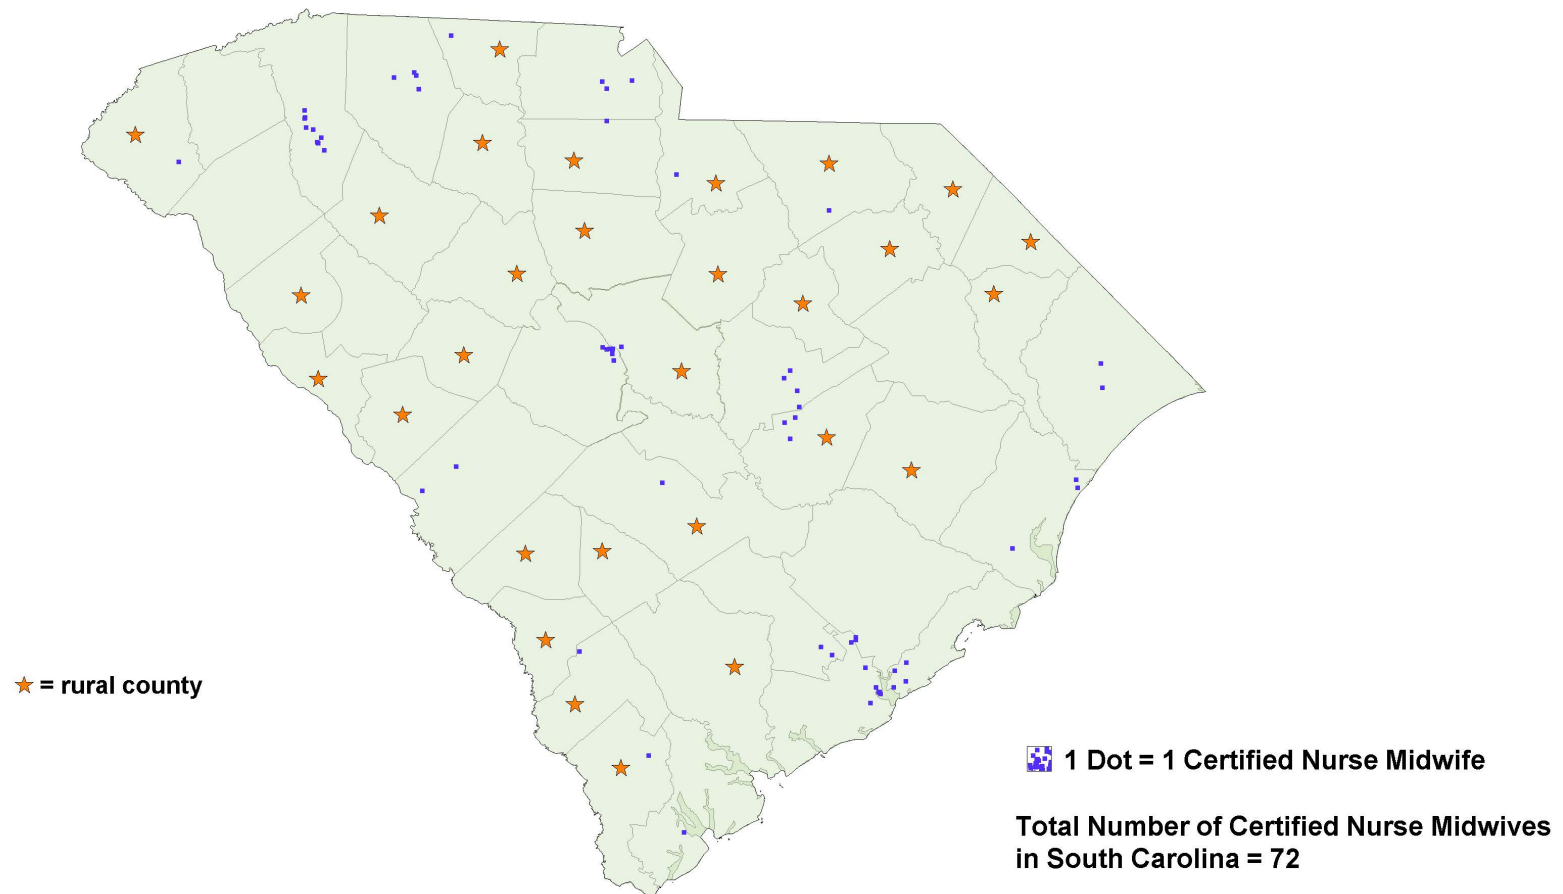 = rural county
1 Dot = 1 Certified Nurse Midwife
Total Number of Certified Nurse Midwives
in South Carolina = 72